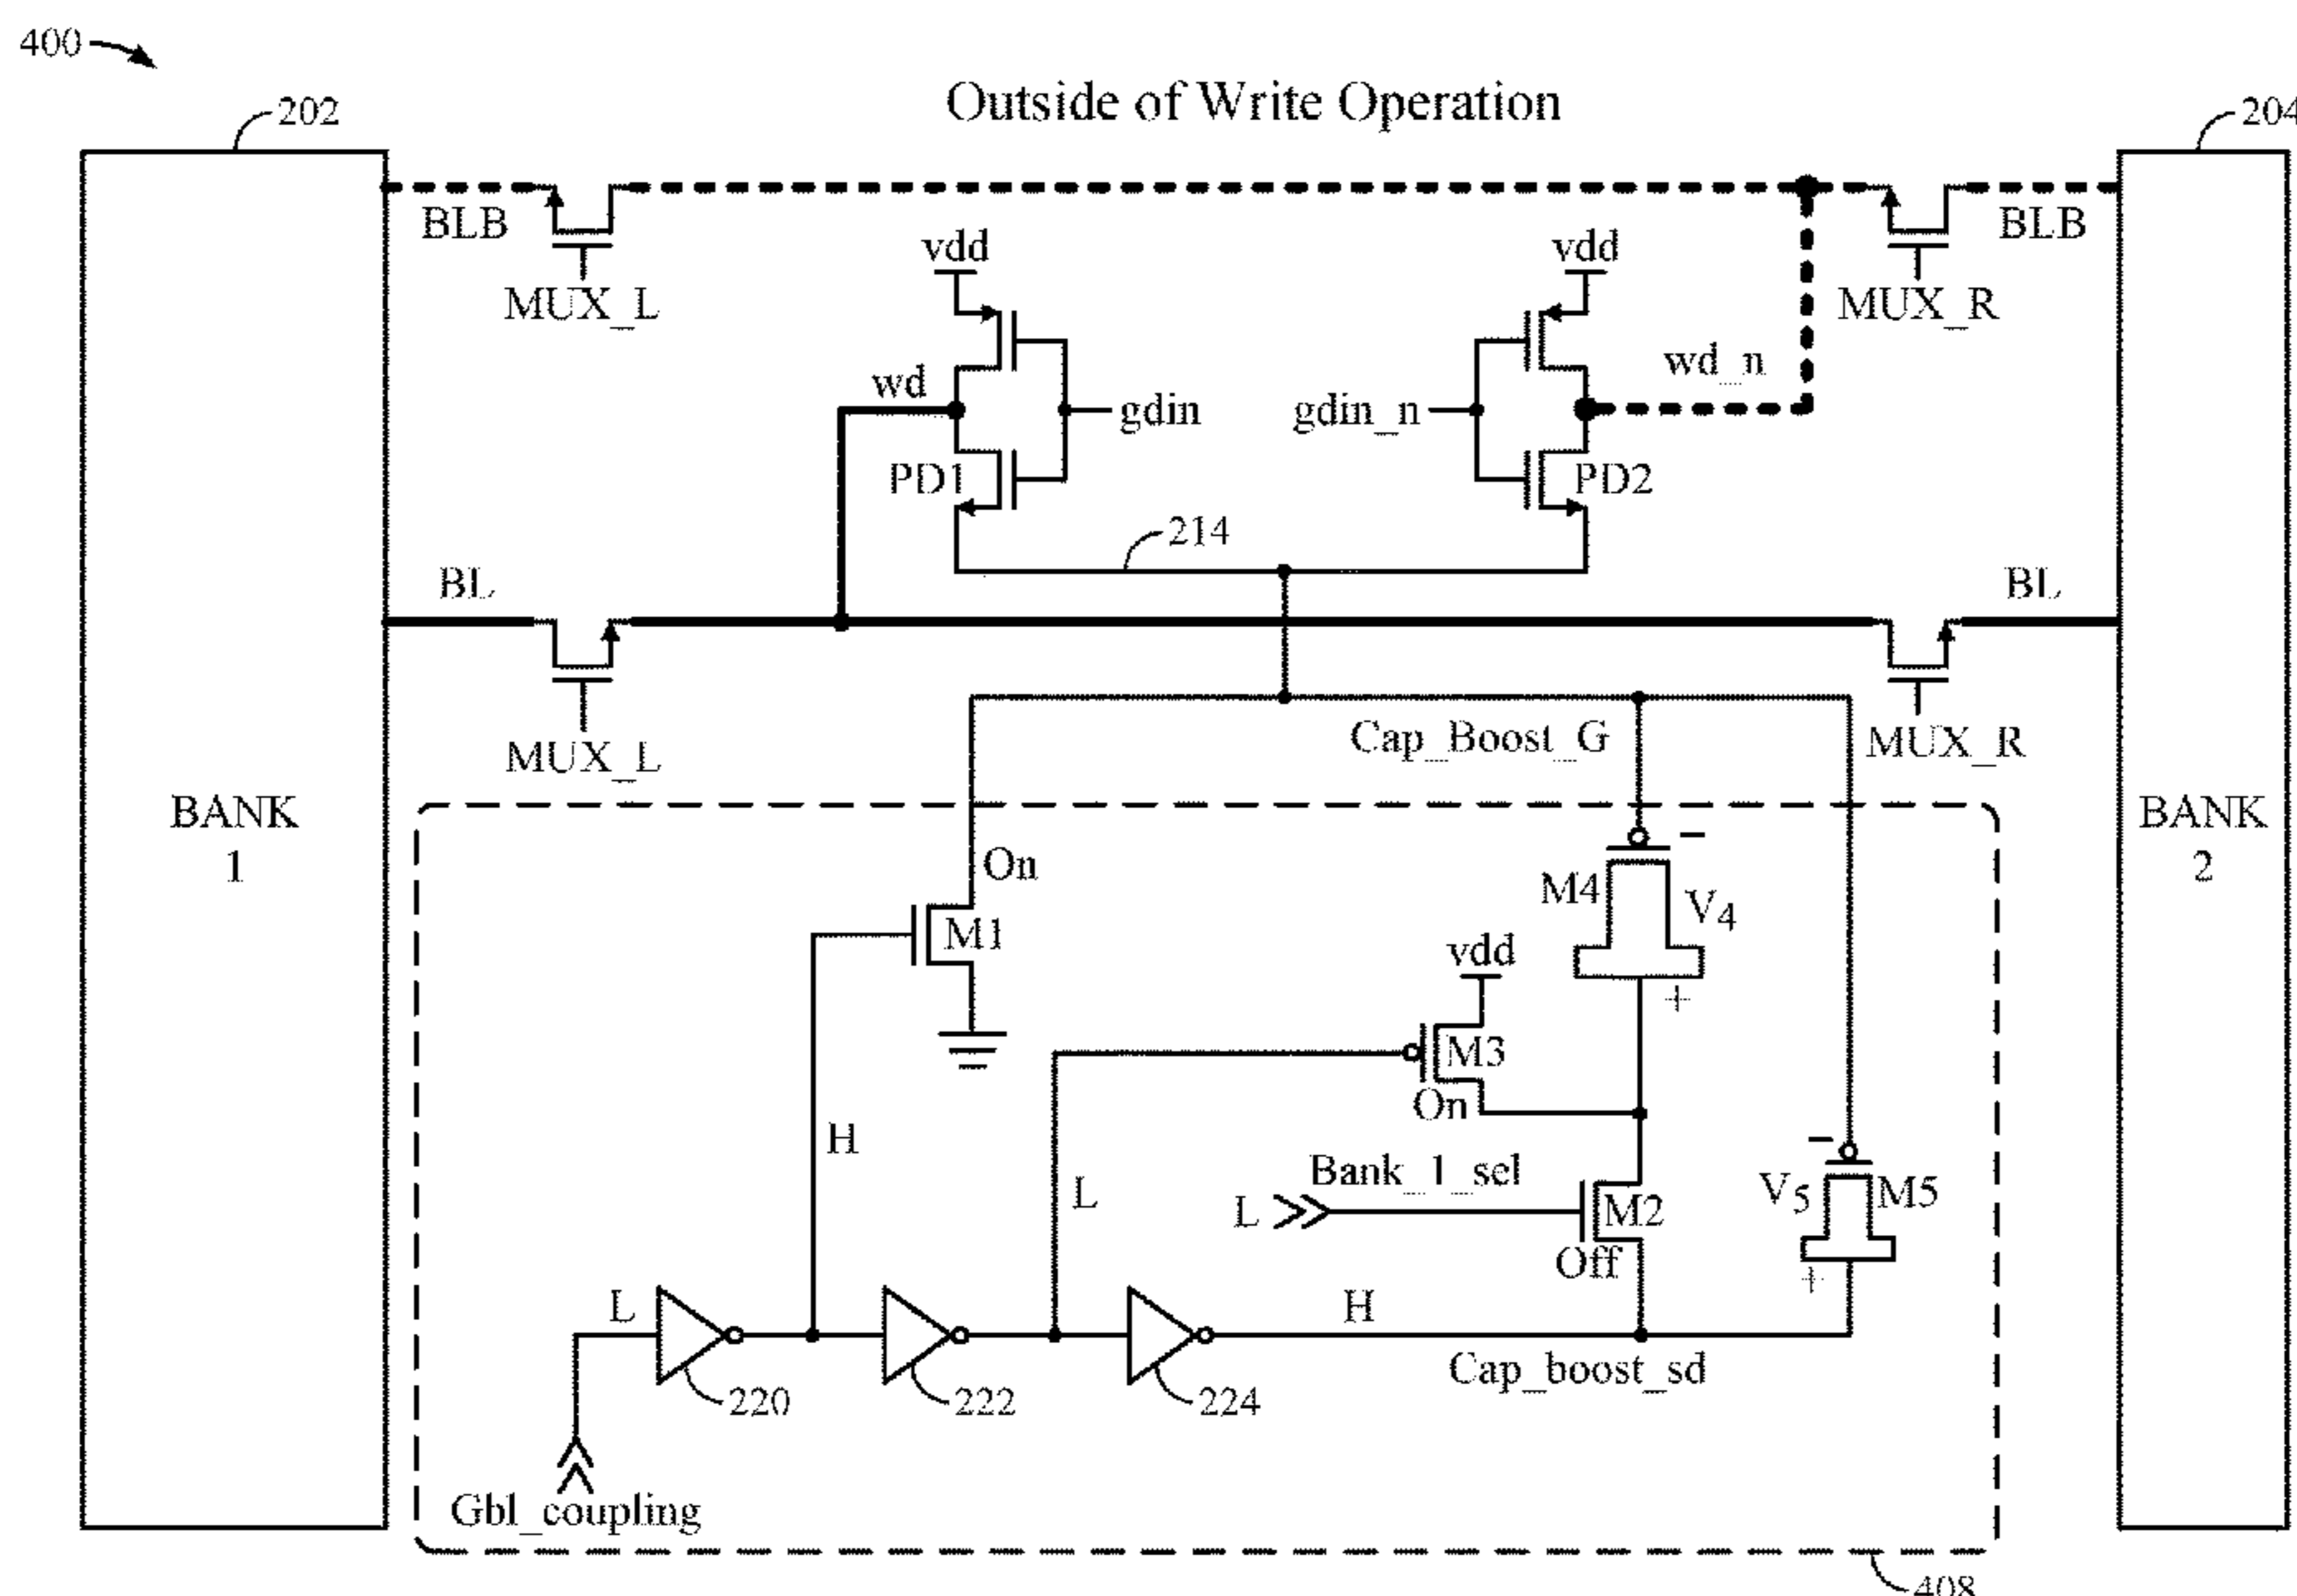 400
Outside of Write Operation
202
204
BLB
BLB
MUX_L
vdd
vdd
MUX_R
wd
gdin
gdin_n
wd_n
PD1
PD2
214
BL
BL
MUX_L
Cap_Boost_G
MUX_R
BANK
1
BANK
2
On
M1
M4
V4
−
+
vdd
M3
On
H
L
Bank_1_sel
L
M2
Off
−
V5
M5
+
L
H
220
222
224
Cap_boost_sd
Gbl_coupling
408